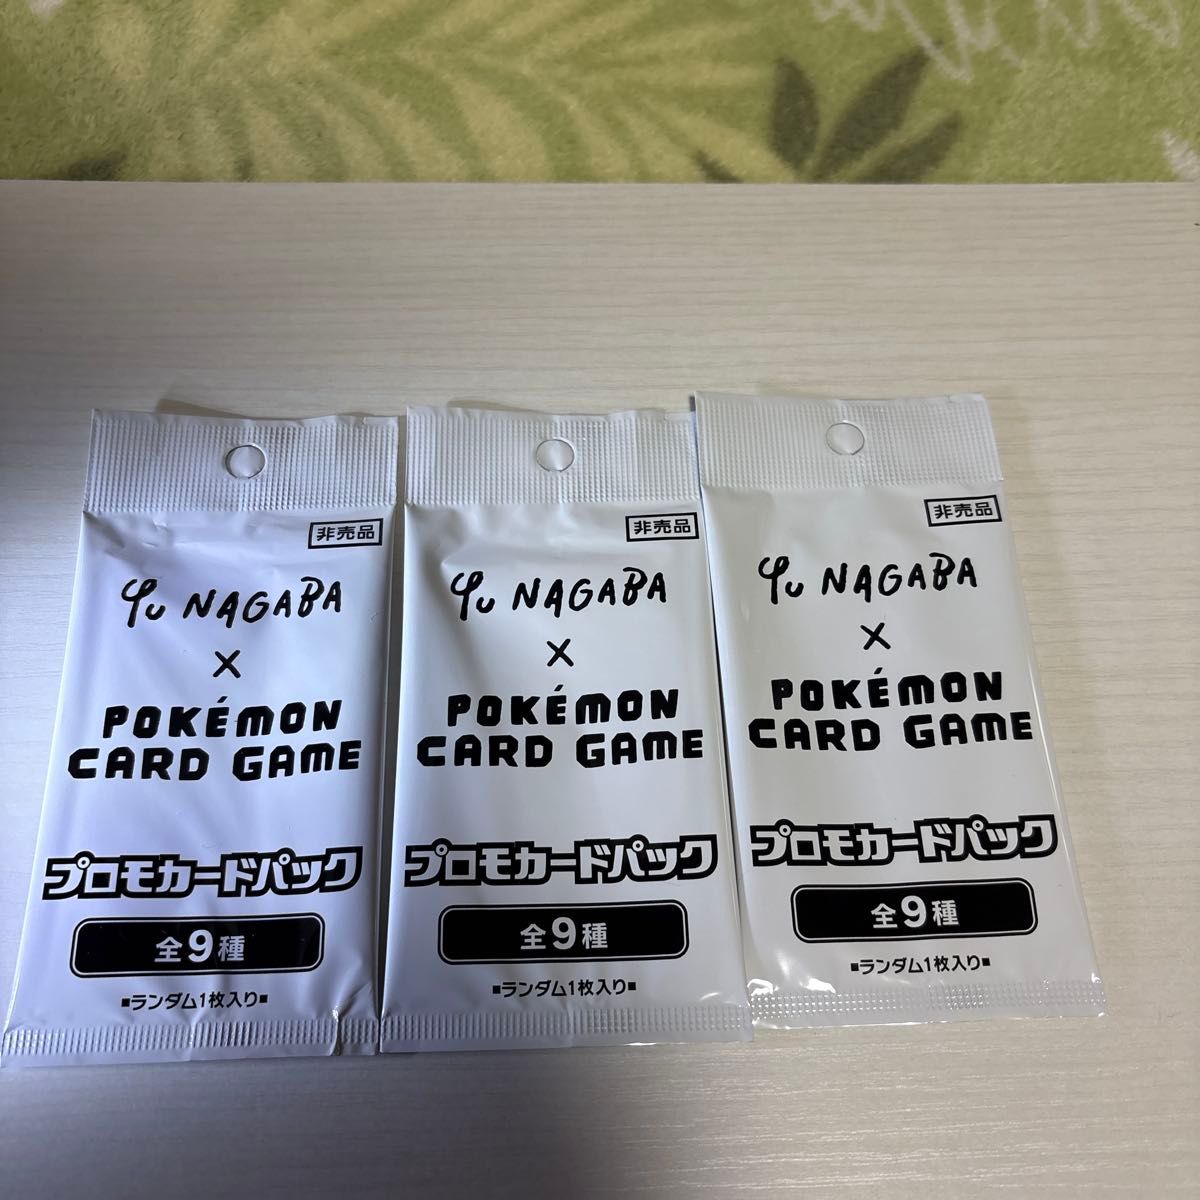 非売品
Yu NAGABA
×
POKÉMON
CARD GAME
プロモカードパック
全9種
■ランダム1枚入り■
非売品
Yu NAGABA
×
POKÉMON
CARD GAME
プロモカードパック
全9種
■ランダム1枚入り■
非売品
Yu NAGABA
×
POKÉMON
CARD GAME
プロモカードパック
全9種
■ランダム1枚入り■